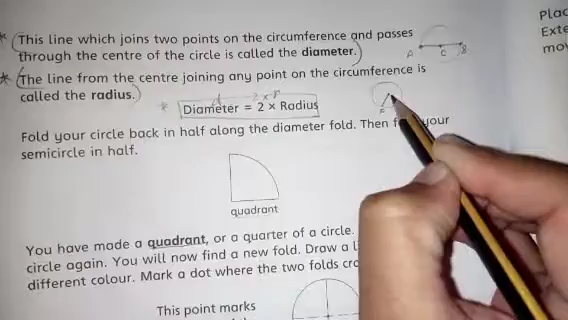 This line which joins two points on the circumference and passes
through the centre of the circle is called the diameter.
A C B
The line from the centre joining any point on the circumference is
called the radius.
d 2 × r
Diameter = 2 × Radius
Fold your circle back in half along the diameter fold. Then your
semicircle in half.
quadrant
You have made a quadrant, or a quarter of a circle.
circle again. You will now find a new fold. Draw a
different colour. Mark a dot where the two folds
This point marks
Plac
Exte
mov